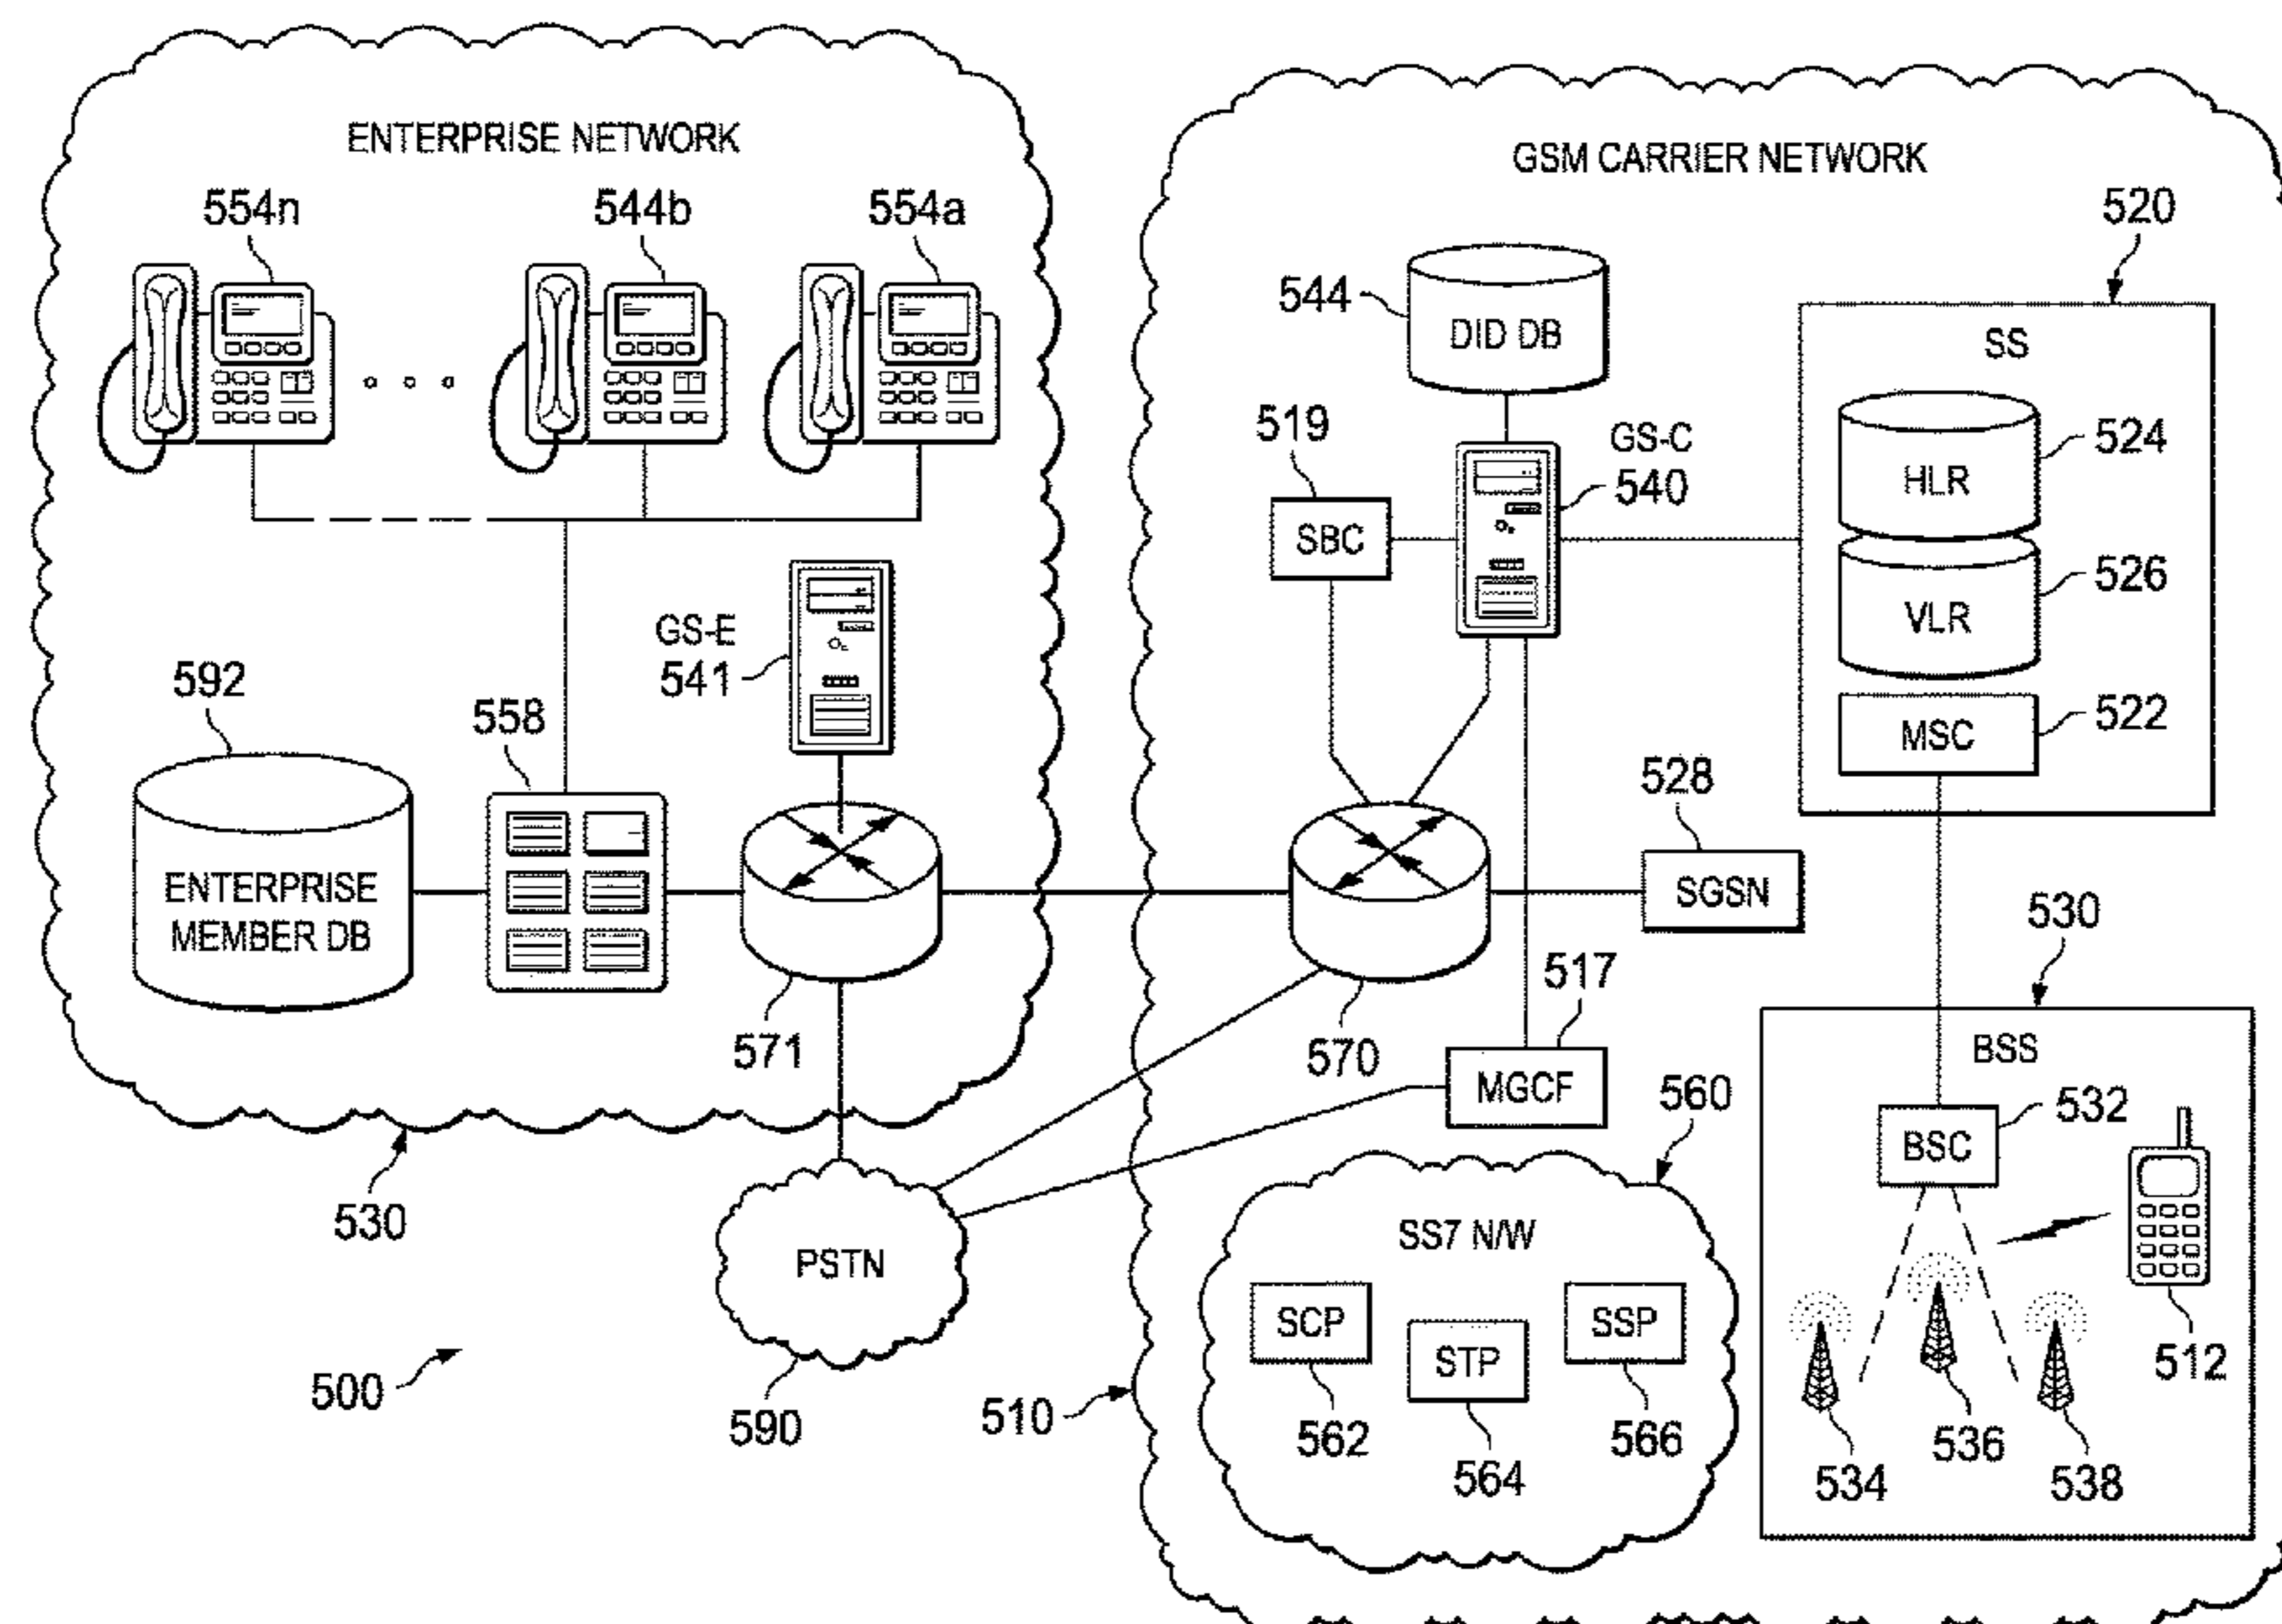 ENTERPRISE NETWORK
554n
544b
554a
GS-E
541
592
558
ENTERPRISE
MEMBER DB
571
530
PSTN
590
500
GSM CARRIER NETWORK
520
544
DID DB
SS
519
GS-C
540
HLR
524
SBC
VLR
526
MSC
522
528
SGSN
570
517
MGCF
530
BSS
BSC
532
512
534
536
538
560
SS7 N/W
SCP
STP
SSP
562
564
566
510